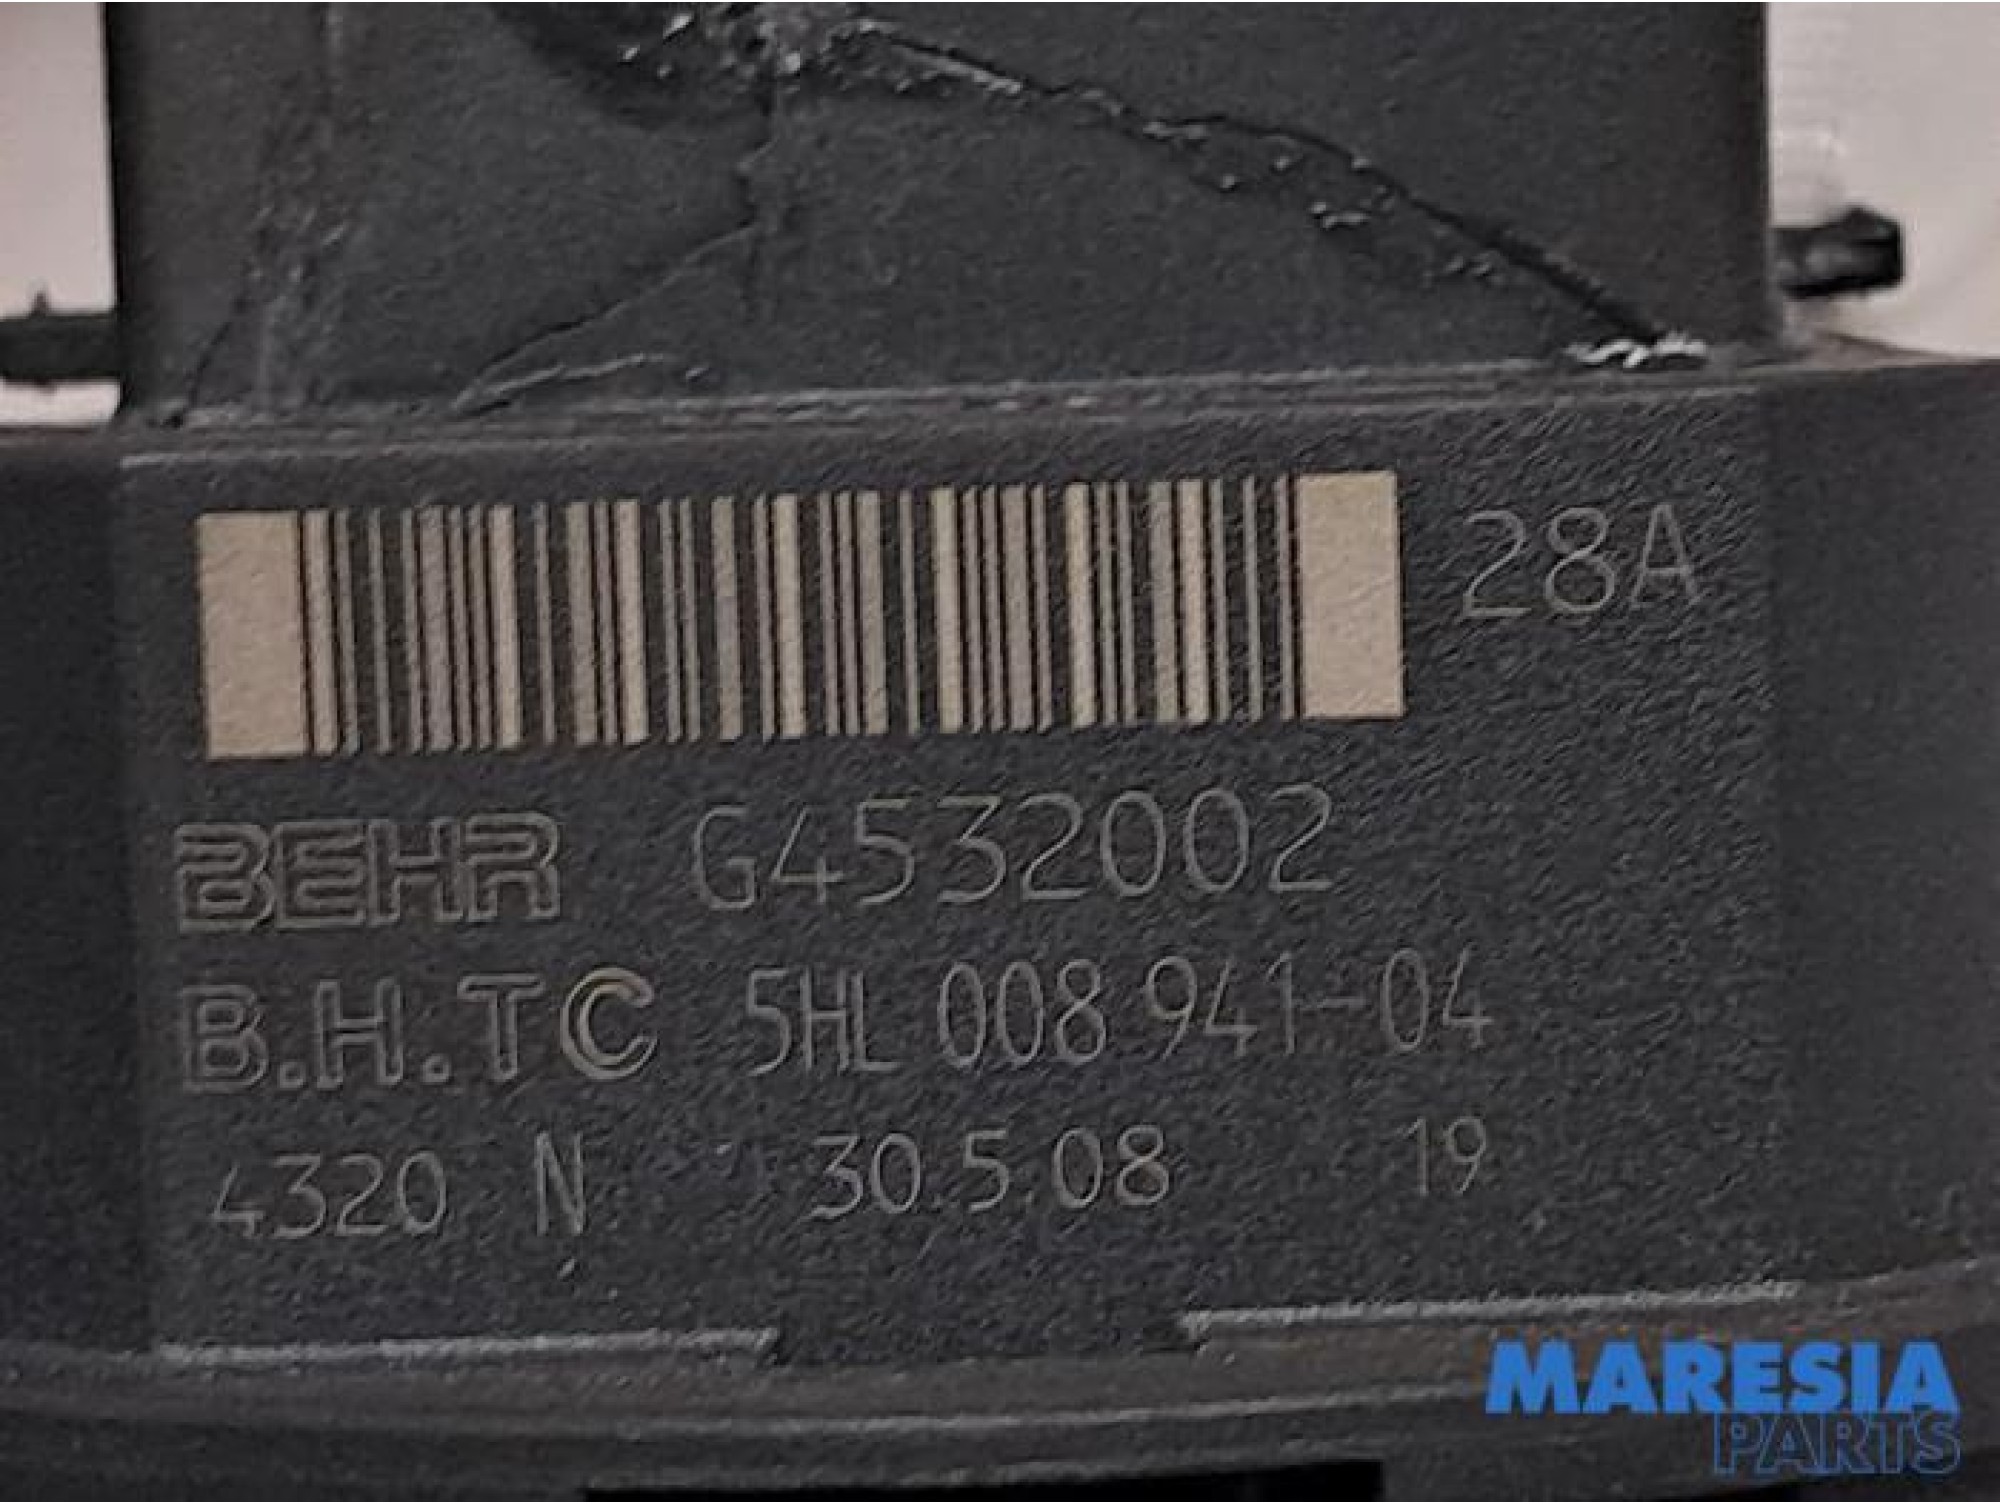 28A
BEHR G4532002
B.H.TC 5HL 008 941-04
4320 N 30.5.08 19
MARESIA
PARTS